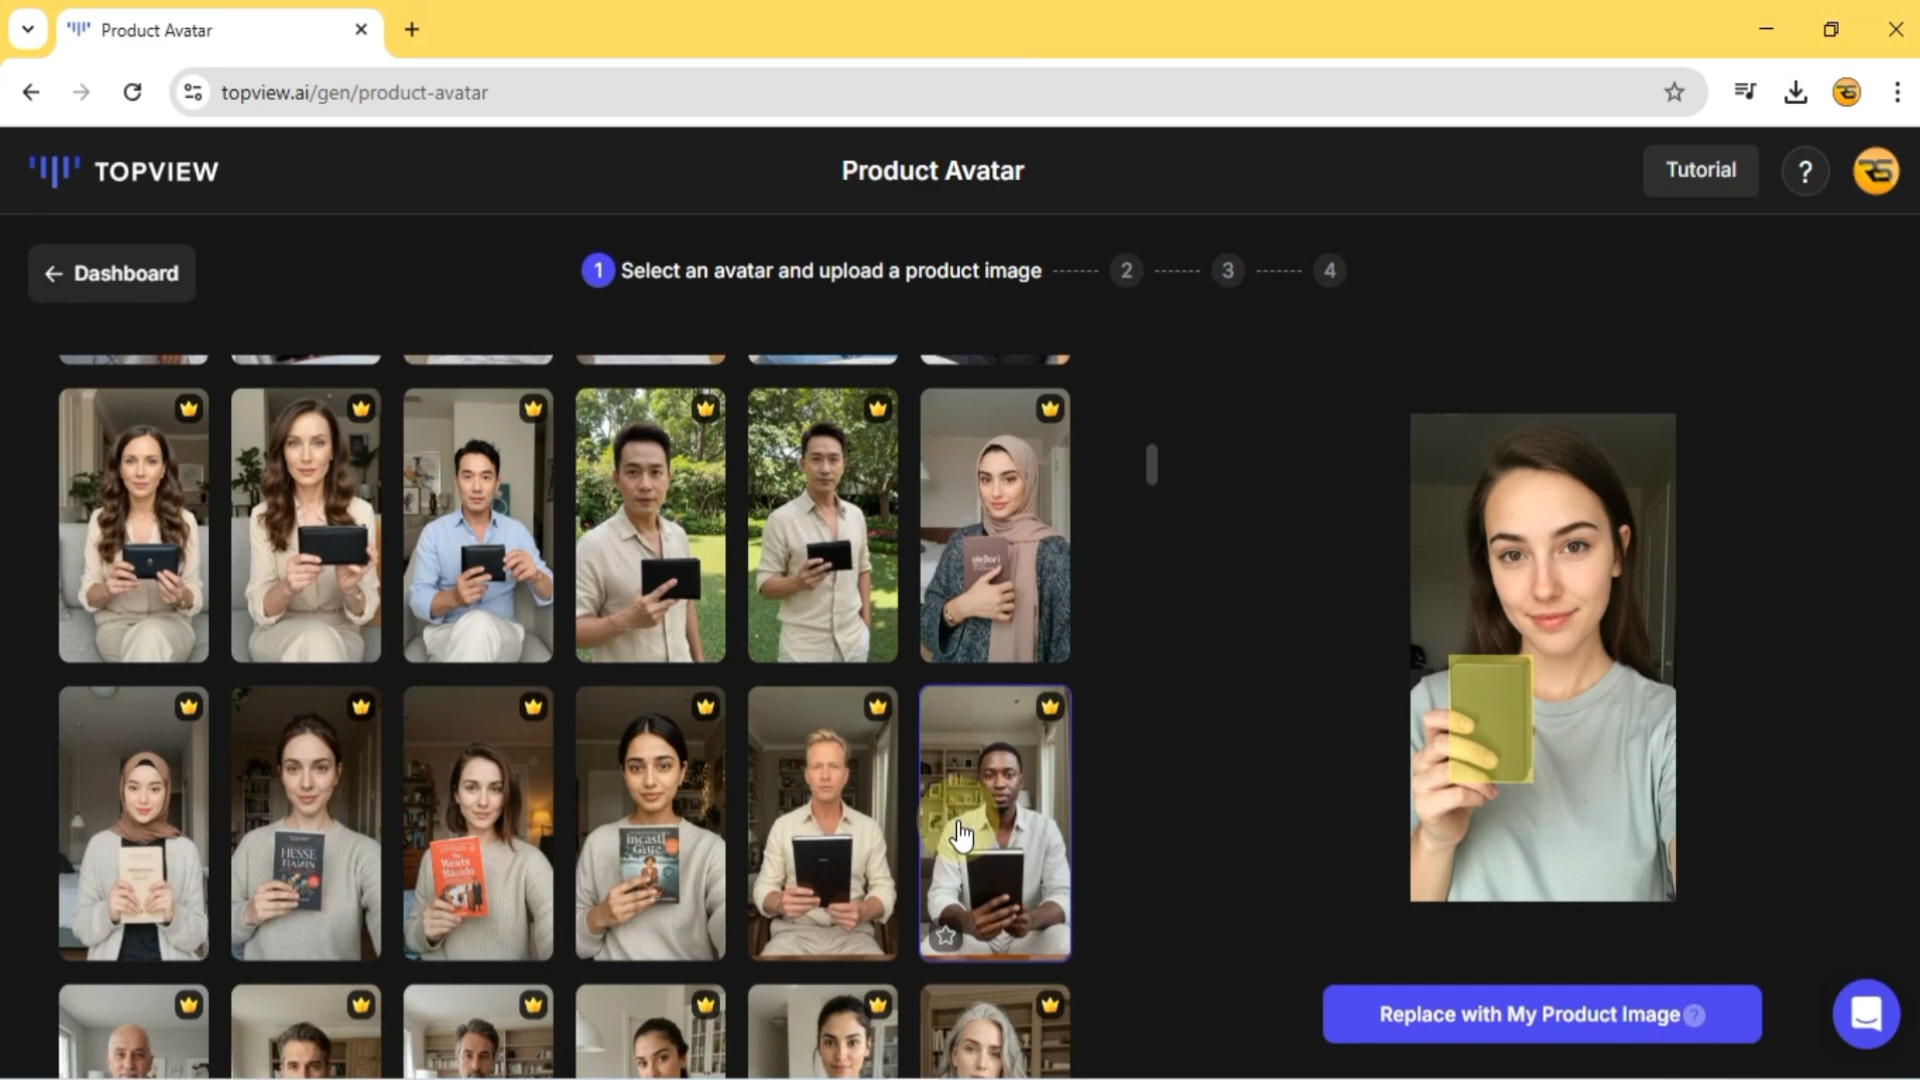 Product Avatar
topview.ai/gen/product-avatar
TOPVIEW
Product Avatar
Tutorial
?
Dashboard
1 Select an avatar and upload a product image
2
3
4
HESSE
Replace with My Product Image ?